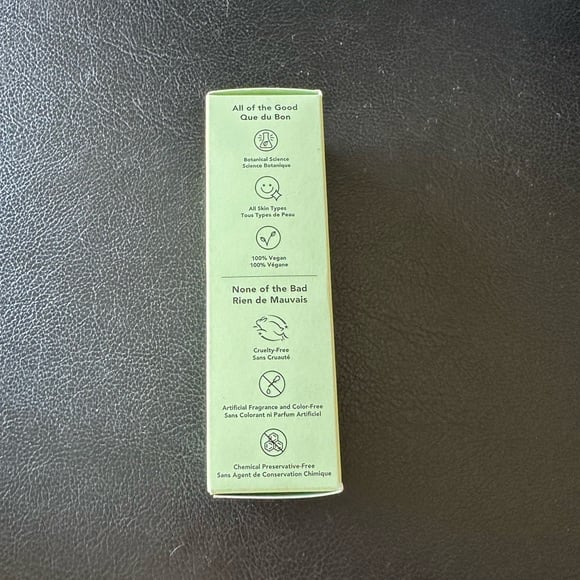 All of the Good
Que du Bon
Botanical Science
Science Botanique
All Skin Types
Tous Types de Peau
100% Vegan
100% Végane
None of the Bad
Rien de Mauvais
Cruelty-Free
Sans Cruauté
Artificial Fragrance and Color-Free
Sans Colorant ni Parfum Artificiel
Chemical Preservative-Free
Sans Agent de Conservation Chimique